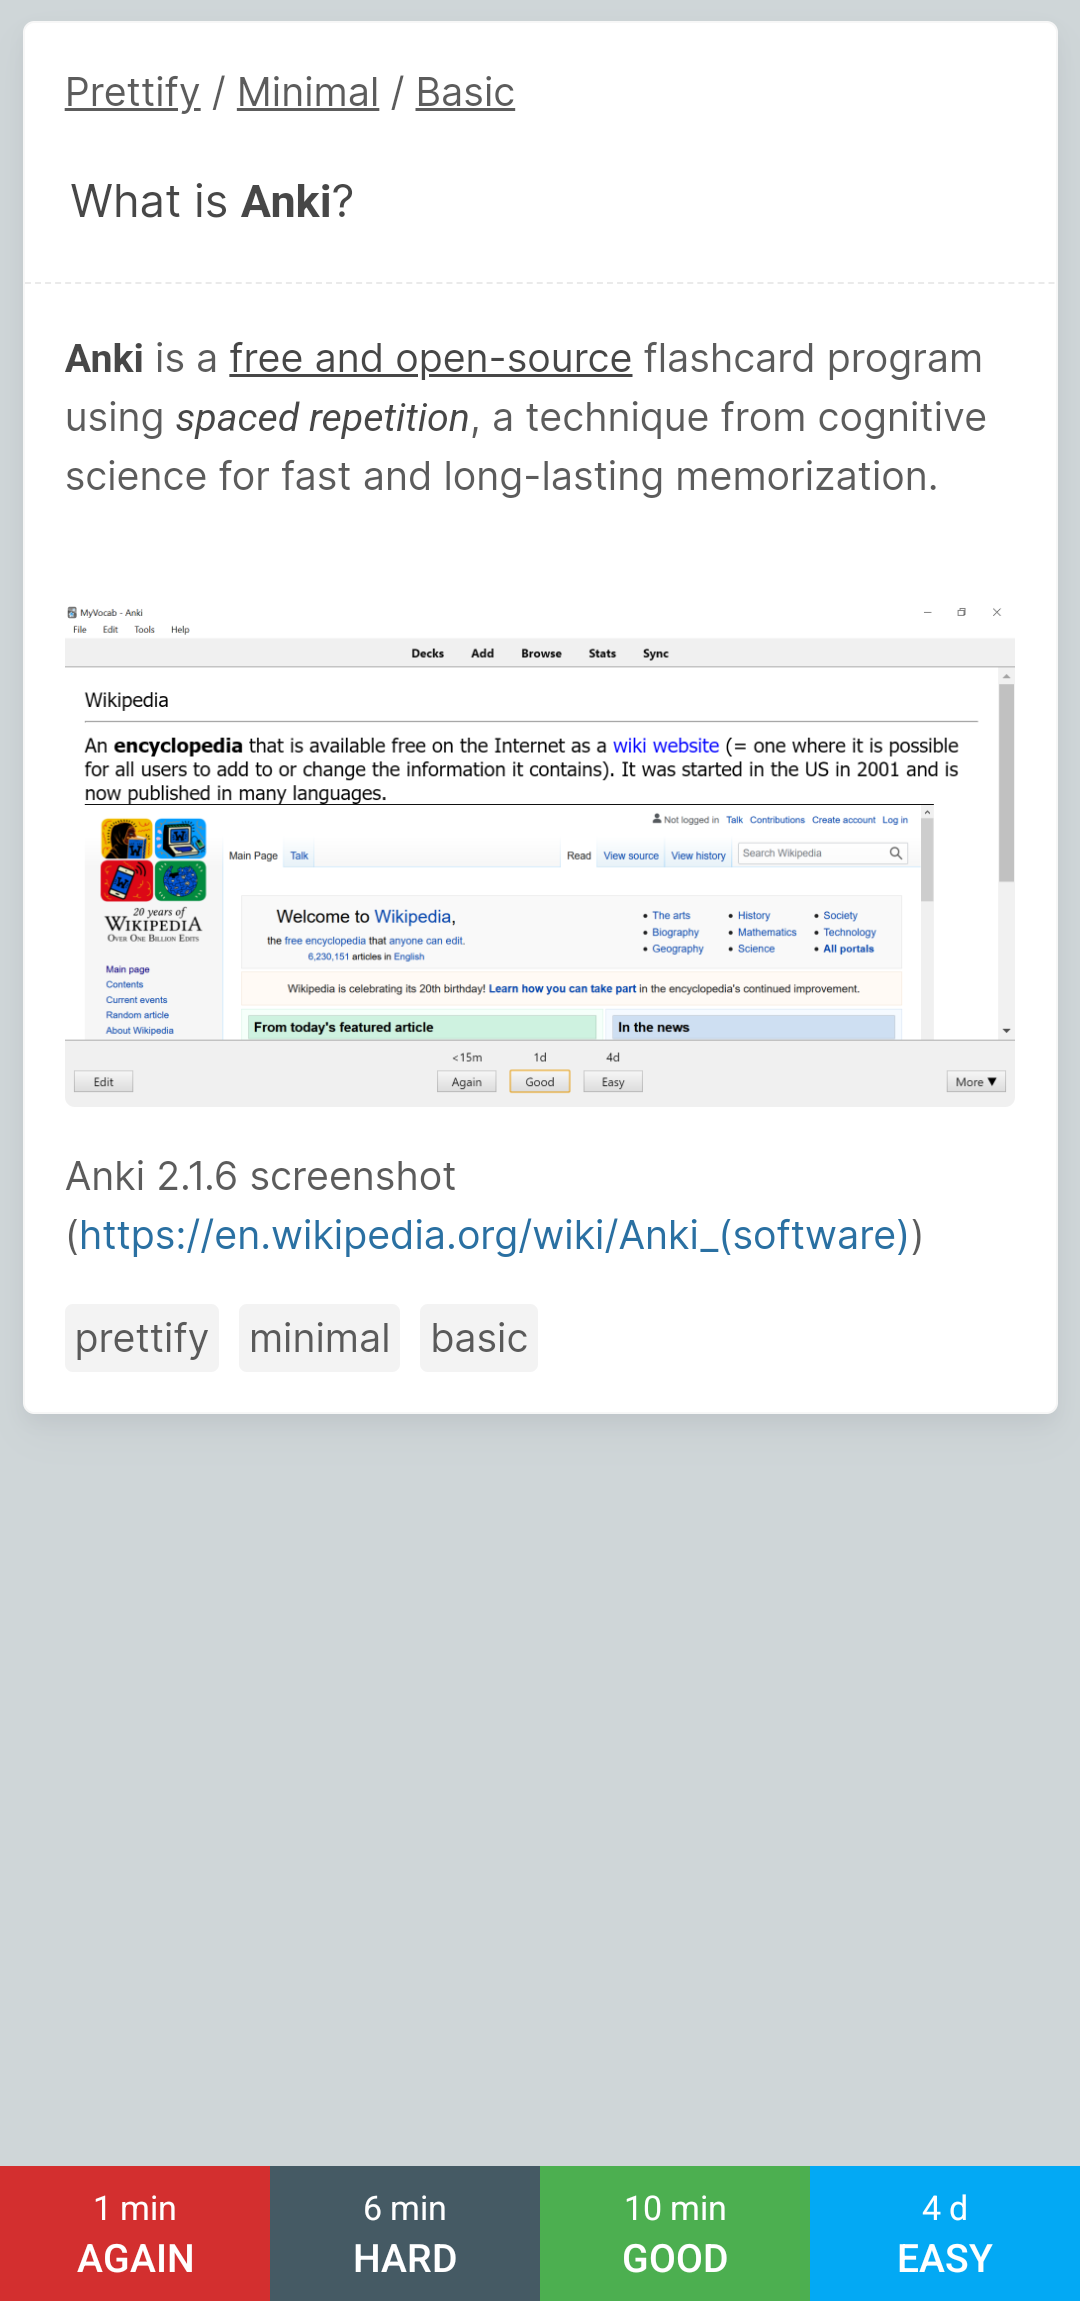 Prettify / Minimal / Basic
What is Anki?
Anki is a free and open-source flashcard program
using spaced repetition, a technique from cognitive
science for fast and long-lasting memorization.
MyVocab - Anki
File Edit Tools Help
Decks Add Browse Stats Sync
Wikipedia
An encyclopedia that is available free on the Internet as a wiki website (= one where it is possible
for all users to add to or change the information it contains). It was started in the US in 2001 and is
now published in many languages.
Not logged in Talk Contributions Create account Log in
Main Page Talk Read View source View history Search Wikipedia
20 years of
WIKIPEDIA
OVER ONE BILLION EDITS
Main page
Contents
Current events
Random article
About Wikipedia
Welcome to Wikipedia,
the free encyclopedia that anyone can edit.
6,230,151 articles in English
• The arts • History • Society
• Biography • Mathematics • Technology
• Geography • Science • All portals
Wikipedia is celebrating its 20th birthday! Learn how you can take part in the encyclopedia's continued improvement.
From today's featured article In the news
<15m 1d 4d
Edit Again Good Easy More ▼
Anki 2.1.6 screenshot
(https://en.wikipedia.org/wiki/Anki_(software))
prettify minimal basic
1 min 6 min 10 min 4 d
AGAIN HARD GOOD EASY